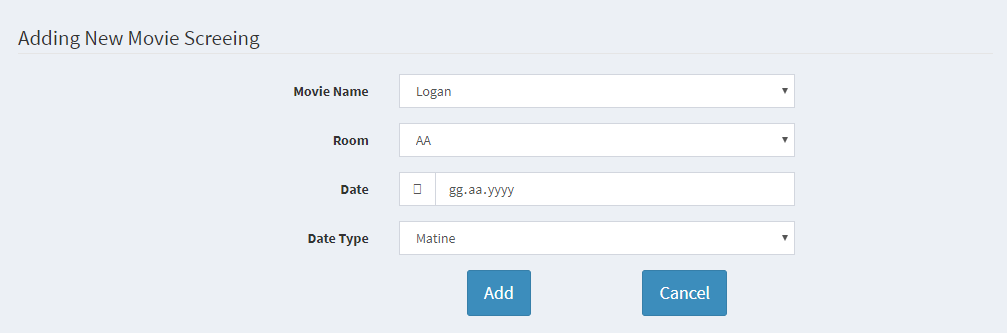 Adding New Movie Screeing
Movie Name Logan
Room AA
Date gg.aa.yyyy
Date Type Matine
Add Cancel